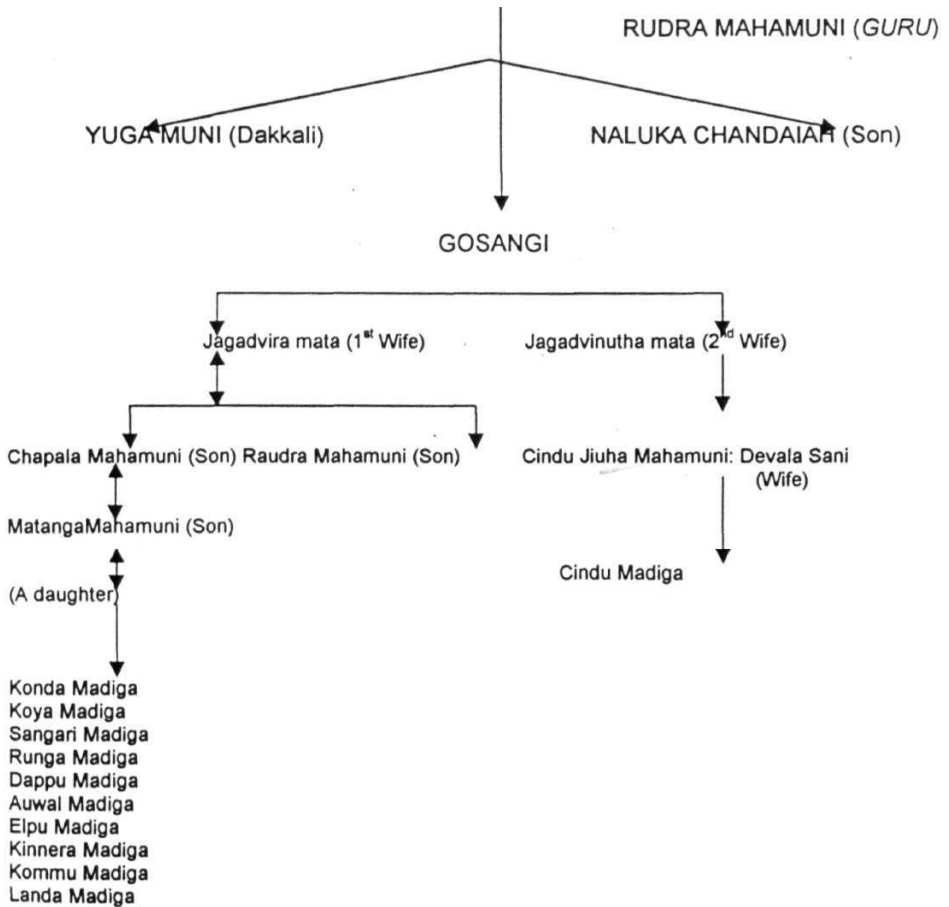 RUDRA MAHAMUNI (GURU)
YUGA MUNI (Dakkali) NALUKA CHANDAIAH (Son)
GOSANGI
Jagadvira mata (1st Wife) Jagadvinutha mata (2nd Wife)
Chapala Mahamuni (Son) Raudra Mahamuni (Son) Cindu Jiuha Mahamuni: Devala Sani
(Wife)
MatangaMahamuni (Son)
Cindu Madiga
(A daughter)
Konda Madiga
Koya Madiga
Sangari Madiga
Runga Madiga
Dappu Madiga
Auwal Madiga
Elpu Madiga
Kinnera Madiga
Kommu Madiga
Landa Madiga